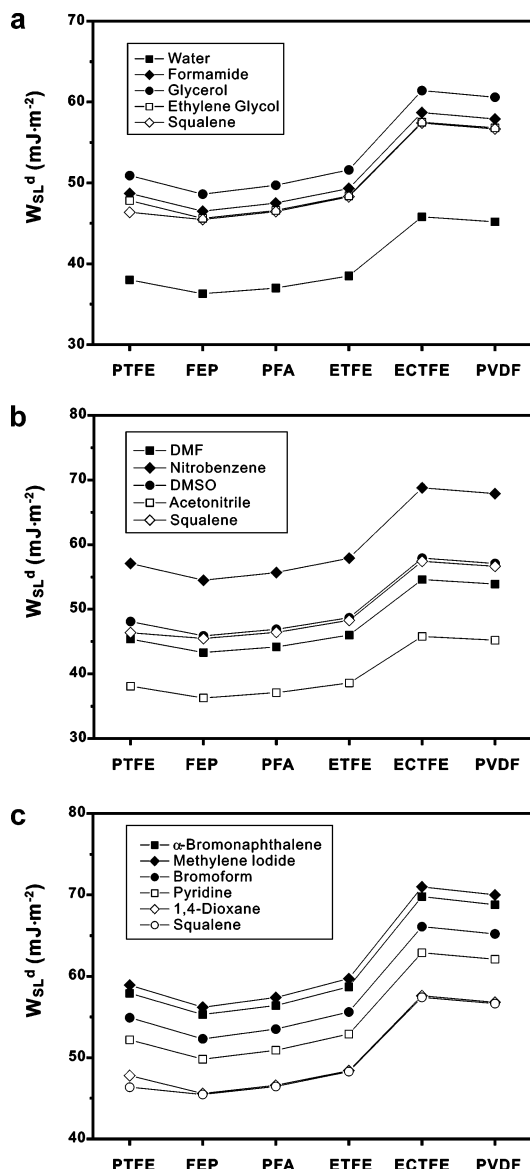 a
70
60
50
40
30
W_SL^d (mJ·m⁻²)
Water
Formamide
Glycerol
Ethylene Glycol
Squalene
PTFE FEP PFA ETFE ECTFE PVDF
b
80
70
60
50
40
30
W_SL^d (mJ·m⁻²)
DMF
Nitrobenzene
DMSO
Acetonitrile
Squalene
PTFE FEP PFA ETFE ECTFE PVDF
c
80
70
60
50
40
W_SL^d (mJ·m⁻²)
α-Bromonaphthalene
Methylene Iodide
Bromoform
Pyridine
1,4-Dioxane
Squalene
PTFE FEP PFA ETFE ECTFE PVDF